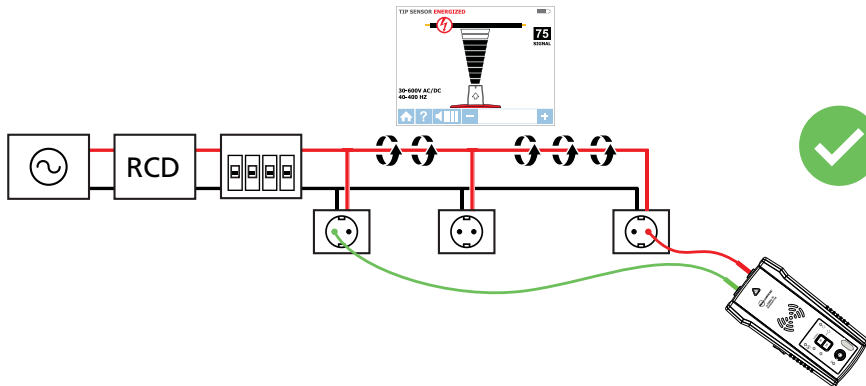 TIP SENSOR ENERGIZED
75
SIGNAL
30-600V AC/DC
40-400 HZ
?
RCD